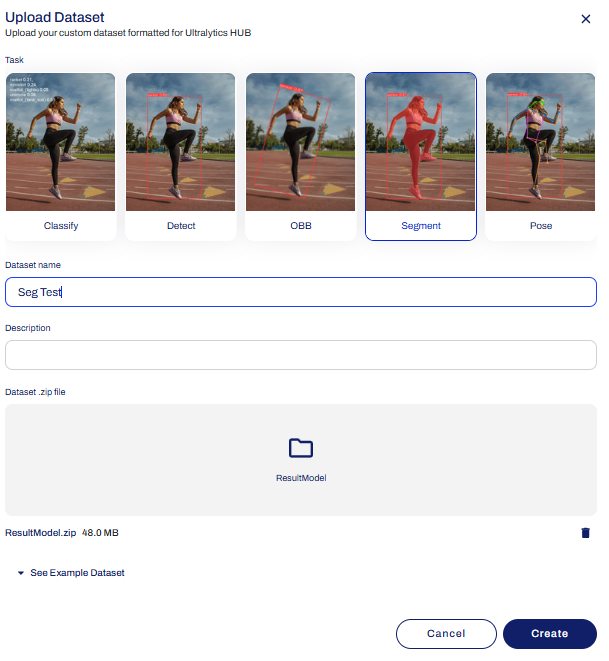 Upload Dataset
Upload your custom dataset formatted for Ultralytics HUB
Task
Classify
Detect
OBB
Segment
Pose
Dataset name
Seg Test
Description
Dataset .zip file
ResultModel
ResultModel.zip 48.0 MB
See Example Dataset
Cancel
Create